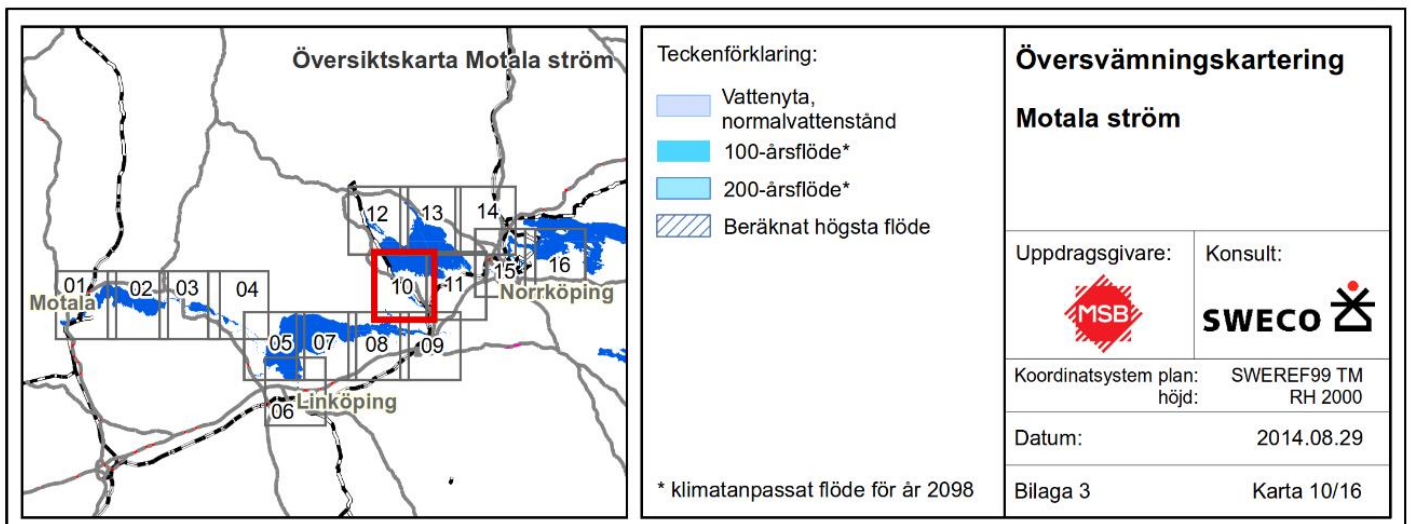 Översiktskarta Motala ström
12
13
14
15
16
10
11
Norrköping
01
02
03
04
Motala
05
07
08
09
06
Linköping
Teckenförklaring:
Vattenyta,
normalvattenstånd
100-årsflöde*
200-årsflöde*
Beräknat högsta flöde
* klimatanpassat flöde för år 2098
Översvämningskartering
Motala ström
Uppdragsgivare:
MSB
Konsult:
SWECO
Koordinatsystem plan: SWEREF99 TM
höjd: RH 2000
Datum: 2014.08.29
Bilaga 3 Karta 10/16